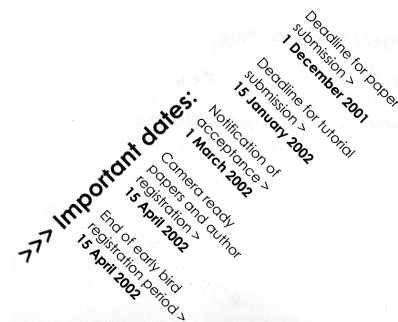 >>> Important dates:
Deadline for paper
submission >
1 December 2001
Deadline for tutorial
submission >
15 January 2002
Notification of
acceptance >
1 March 2002
Camera ready
papers and author
registration >
15 April 2002
End of early bird
registration period >
15 April 2002